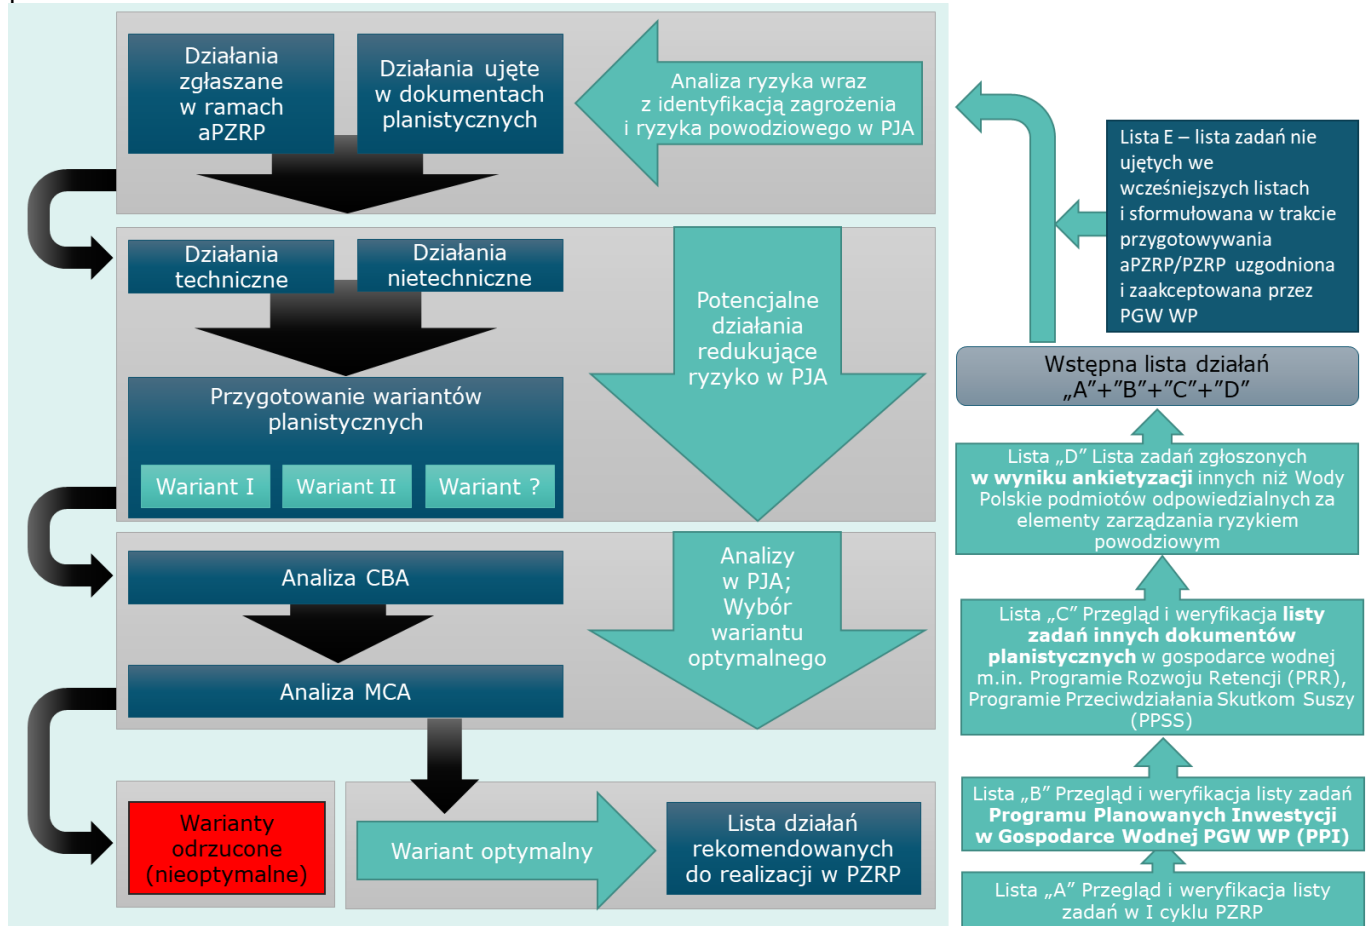 Działania
zgłaszane
w ramach
aPZRP
Działania ujęte
w dokumentach
planistycznych
Analiza ryzyka wraz
z identyfikacją zagrożenia
i ryzyka powodziowego w PJA
Działania
techniczne
Działania
nietechniczne
Potencjalne
działania
redukujące
ryzyko w PJA
Przygotowanie wariantów
planistycznych
Wariant I
Wariant II
Wariant ?
Analiza CBA
Analizy
w PJA;
Wybór
wariantu
optymalnego
Analiza MCA
Warianty
odrzucone
(nieoptymalne)
Wariant optymalny
Lista działań
rekomendowanych
do realizacji w PZRP
Lista E – lista zadań nie
ujętych we
wcześniejszych listach
i sformułowana w trakcie
przygotowywania
aPZRP/PZRP uzgodniona
i zaakceptowana przez
PGW WP
Wstępna lista działań
„A”+”B”+”C”+”D”
Lista „D” Lista zadań zgłoszonych
w wyniku ankietyzacji innych niż Wody
Polskie podmiotów odpowiedzialnych za
elementy zarządzania ryzykiem
powodziowym
Lista „C” Przegląd i weryfikacja listy
zadań innych dokumentów
planistycznych w gospodarce wodnej
m.in. Programie Rozwoju Retencji (PRR),
Programie Przeciwdziałania Skutkom Suszy
(PPSS)
Lista „B” Przegląd i weryfikacja listy zadań
Programu Planowanych Inwestycji
w Gospodarce Wodnej PGW WP (PPI)
Lista „A” Przegląd i weryfikacja listy
zadań w I cyklu PZRP